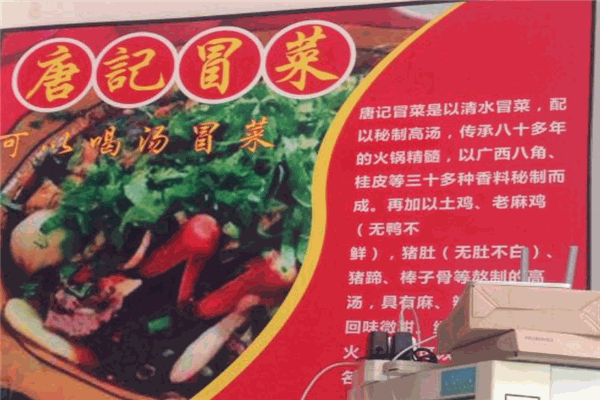 唐記冒菜
可以喝汤冒菜
唐记冒菜是以清水冒菜，配
以秘制高汤，传承八十多年
的火锅精髓，以广西八角、
桂皮等三十多种香料秘制而
成。再加以土鸡、老麻鸡
（无鸭不
鲜），猪肚（无肚不白）、
猪蹄、棒子骨等熬制的高
汤，具有麻、
回味微甜、
火